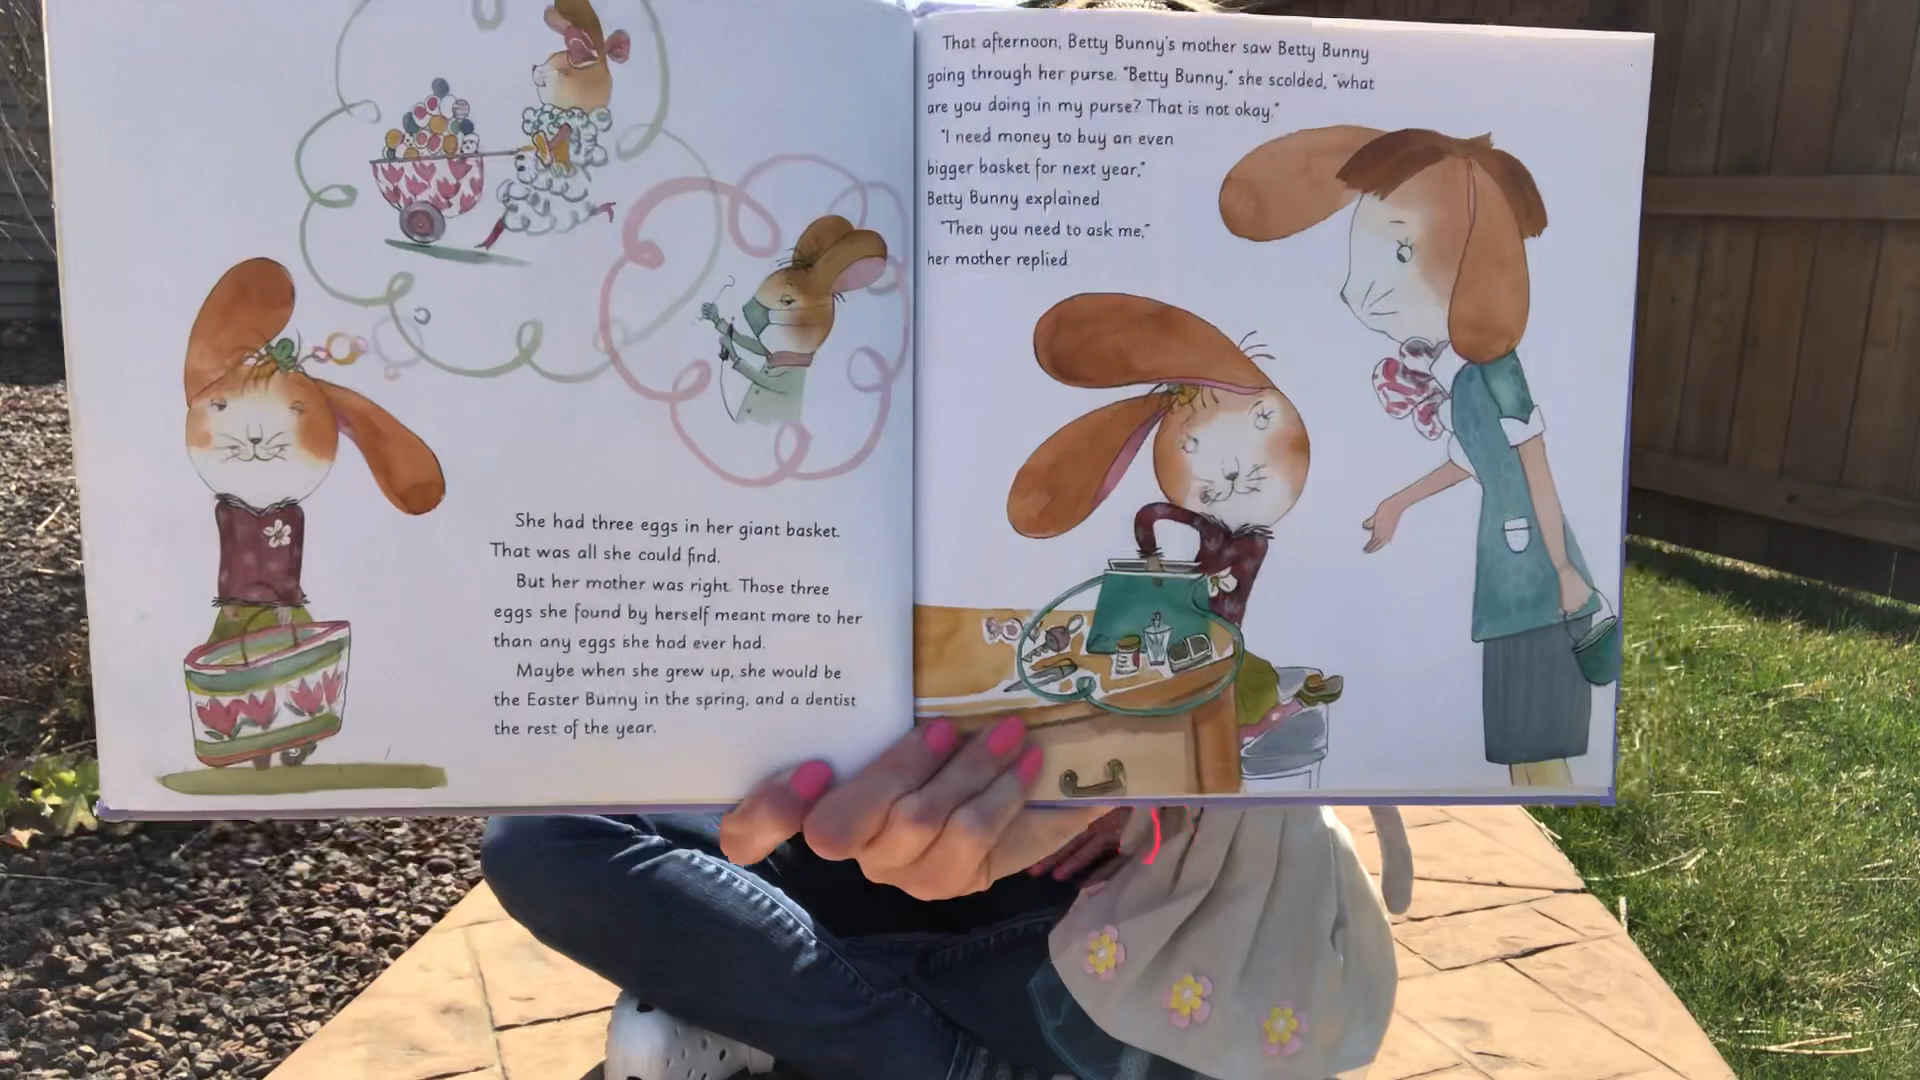 She had three eggs in her giant basket.
That was all she could find.
But her mother was right. Those three
eggs she found by herself meant more to her
than any eggs she had ever had.
Maybe when she grew up, she would be
the Easter Bunny in the spring, and a dentist
the rest of the year.
That afternoon, Betty Bunny's mother saw Betty Bunny
going through her purse. "Betty Bunny," she scolded, "what
are you doing in my purse? That is not okay."
"I need money to buy an even
bigger basket for next year,"
Betty Bunny explained.
"Then you need to ask me,"
her mother replied.